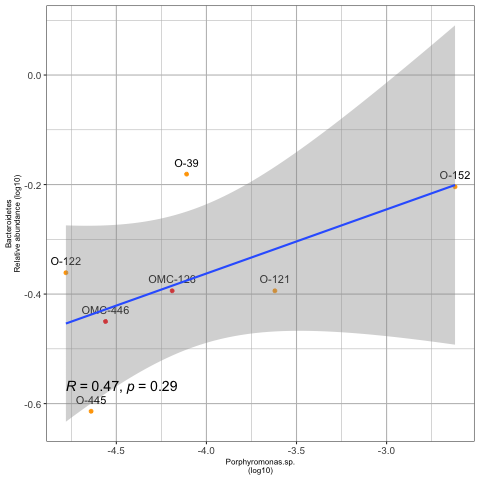 0.0
-0.2
-0.4
-0.6
Bacteroidetes
Relative abundante (log10)
O-39
O-152
O-122
OMC-126
O-121
OMC-446
R = 0.47, p = 0.29
O-445
-4.5 -4.0 -3.5 -3.0
Porphyromonas.sp.
(log10)